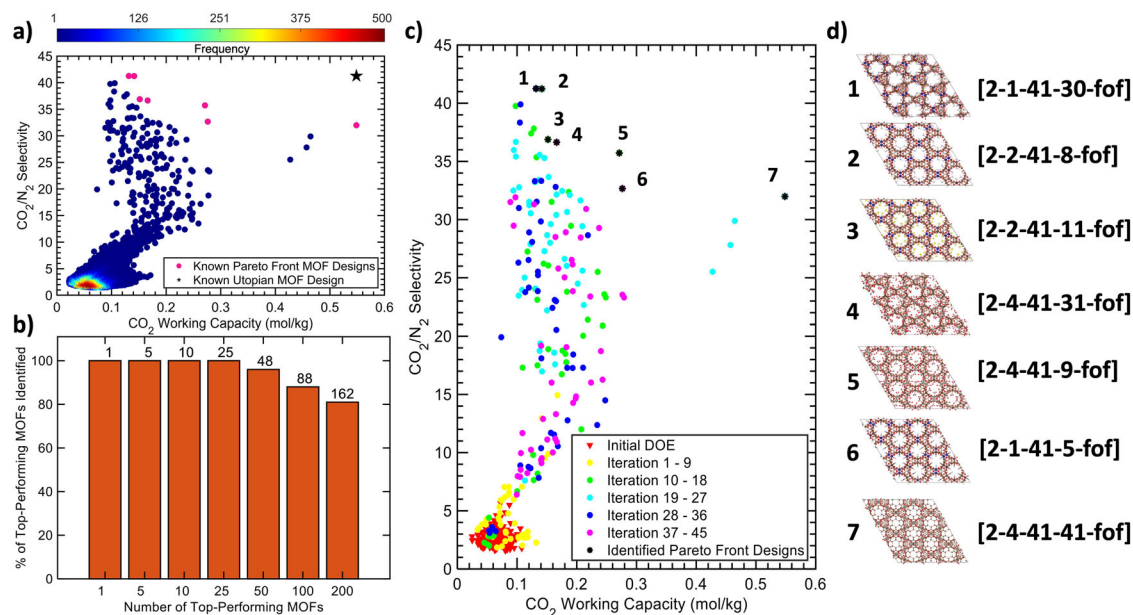 a)
1 126 251 375 500
Frequency
45
40
35
30
25
20
15
10
5
0
CO2/N2 Selectivity
Known Pareto Front MOF Designs
Known Utopian MOF Design
0 0.1 0.2 0.3 0.4 0.5 0.6
CO2 Working Capacity (mol/kg)
b)
100
80
60
40
20
0
% of Top-Performing MOFs Identified
1 5 10 25 48 88 162
1 5 10 25 50 100 200
Number of Top-Performing MOFs
c)
45
40
35
30
25
20
15
10
5
0
CO2/N2 Selectivity
1 2
3
4
5
6
7
Initial DOE
Iteration 1 - 9
Iteration 10 - 18
Iteration 19 - 27
Iteration 28 - 36
Iteration 37 - 45
Identified Pareto Front Designs
0 0.1 0.2 0.3 0.4 0.5 0.6
CO2 Working Capacity (mol/kg)
d)
1 [2-1-41-30-fof]
2 [2-2-41-8-fof]
3 [2-2-41-11-fof]
4 [2-4-41-31-fof]
5 [2-4-41-9-fof]
6 [2-1-41-5-fof]
7 [2-4-41-41-fof]